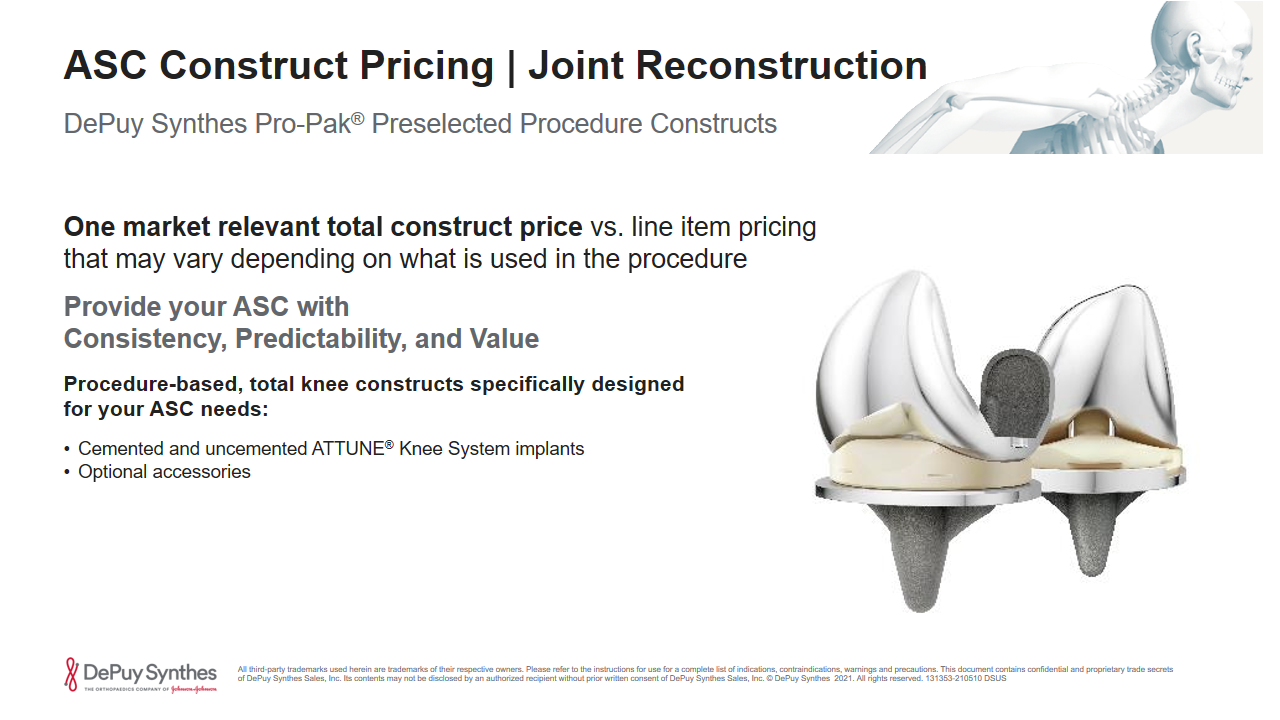 ASC Construct Pricing | Joint Reconstruction
DePuy Synthes Pro-Pak® Preselected Procedure Constructs
One market relevant total construct price vs. line item pricing
that may vary depending on what is used in the procedure
Provide your ASC with
Consistency, Predictability, and Value
Procedure-based, total knee constructs specifically designed
for your ASC needs:
• Cemented and uncemented ATTUNE® Knee System implants
• Optional accessories
DePuy Synthes
THE ORTHOPAEDICS COMPANY OF Johnson&Johnson
All third-party trademarks used herein are trademarks of their respective owners. Please refer to the instructions for use for a complete list of indications, contraindications, warnings and precautions. This document contains confidential and proprietary trade secrets
of DePuy Synthes Sales, Inc. Its contents may not be disclosed by an authorized recipient without prior written consent of DePuy Synthes Sales, Inc. © DePuy Synthes 2021. All rights reserved. 131353-210510 DSUS